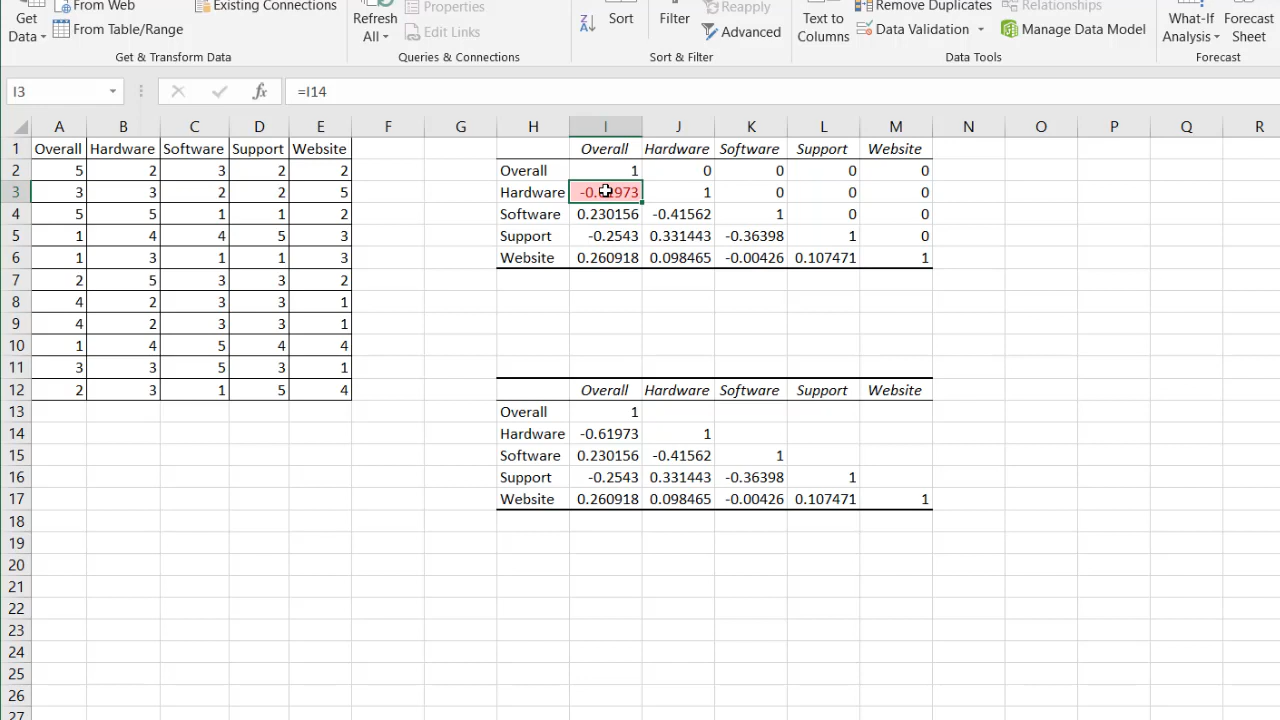 From Web
Existing Connections
Properties
Reapply
Remove Duplicates
Relationships
Get Data
From Table/Range
Refresh All
Edit Links
Sort
Filter
Advanced
Text to Columns
Data Validation
Manage Data Model
What-If Analysis
Forecast Sheet
Get & Transform Data
Queries & Connections
Sort & Filter
Data Tools
Forecast
I3 fx =I14
A B C D E F G H I J K L M N O P Q R
1 Overall Hardware Software Support Website Overall Hardware Software Support Website
2 5 2 3 2 2 Overall 1 0 0 0 0
3 3 3 2 2 5 Hardware 1 0 0 0
4 5 5 1 1 2 Software 0.230156 -0.41562 1 0 0
5 1 4 4 5 3 Support -0.2543 0.331443 -0.36398 1 0
6 1 3 1 1 3 Website 0.260918 0.098465 -0.00426 0.107471 1
7 2 5 3 3 2
8 4 2 3 3 1
9 4 2 3 3 1
10 1 4 5 4 4
11 3 3 5 3 1
12 2 3 1 5 4 Overall Hardware Software Support Website
13 Overall 1
14 Hardware -0.61973 1
15 Software 0.230156 -0.41562 1
16 Support -0.2543 0.331443 -0.36398 1
17 Website 0.260918 0.098465 -0.00426 0.107471 1
18
19
20
21
22
23
24
25
26
27